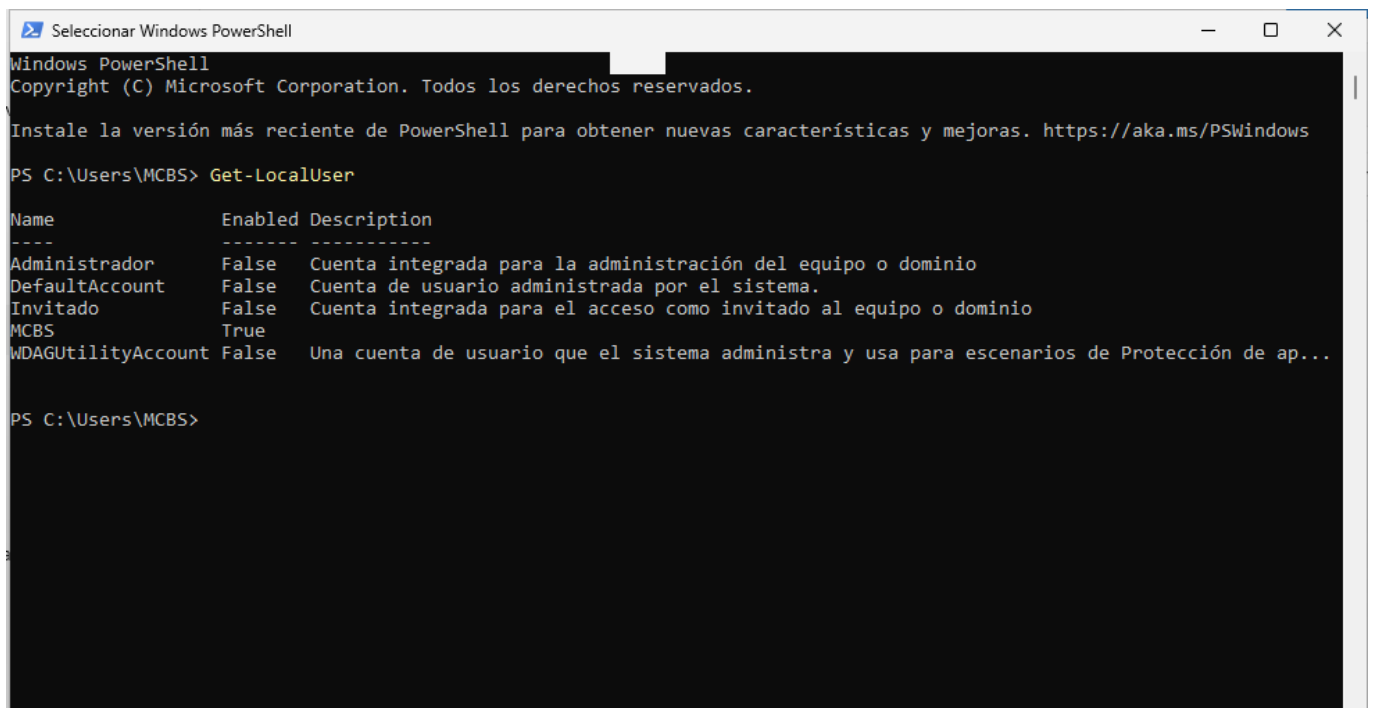 Seleccionar Windows PowerShell
Windows PowerShell
Copyright (C) Microsoft Corporation. Todos los derechos reservados.
Instale la versión más reciente de PowerShell para obtener nuevas características y mejoras. https://aka.ms/PSWindows
PS C:\Users\MCBS> Get-LocalUser
Name Enabled Description
---- ------- -----------
Administrador False Cuenta integrada para la administración del equipo o dominio
DefaultAccount False Cuenta de usuario administrada por el sistema.
Invitado False Cuenta integrada para el acceso como invitado al equipo o dominio
MCBS True
WDAGUtilityAccount False Una cuenta de usuario que el sistema administra y usa para escenarios de Protección de ap...
PS C:\Users\MCBS>